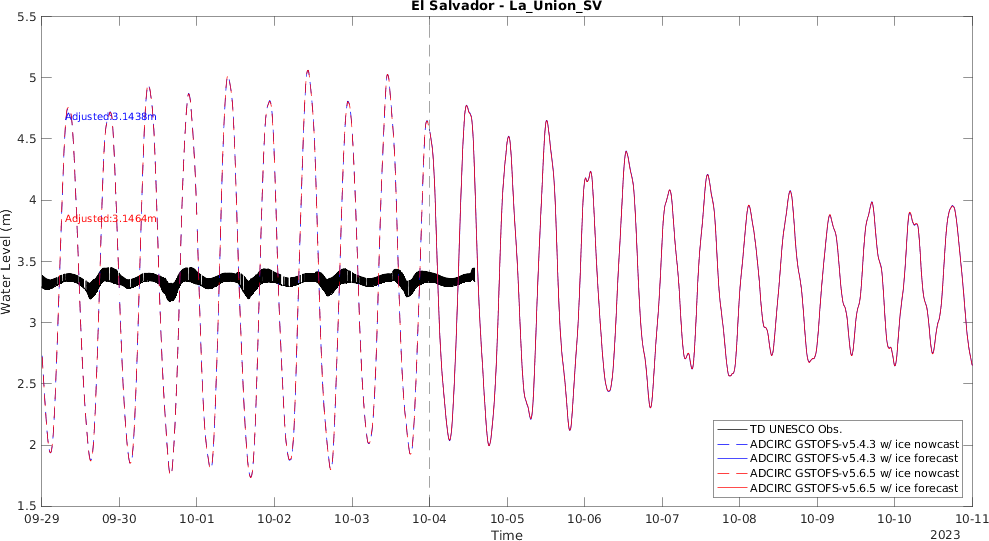 El Salvador - La_Union_SV
5.5
5
4.5
4
3.5
3
2.5
2
1.5
Water Level (m)
Adjusted:3.1438m
Adjusted:3.1464m
TD UNESCO Obs.
ADCIRC GSTOFS-v5.4.3 w/ ice nowcast
ADCIRC GSTOFS-v5.4.3 w/ ice forecast
ADCIRC GSTOFS-v5.6.5 w/ ice nowcast
ADCIRC GSTOFS-v5.6.5 w/ ice forecast
09-29 09-30 10-01 10-02 10-03 10-04 10-05 10-06 10-07 10-08 10-09 10-10 10-11
Time
2023